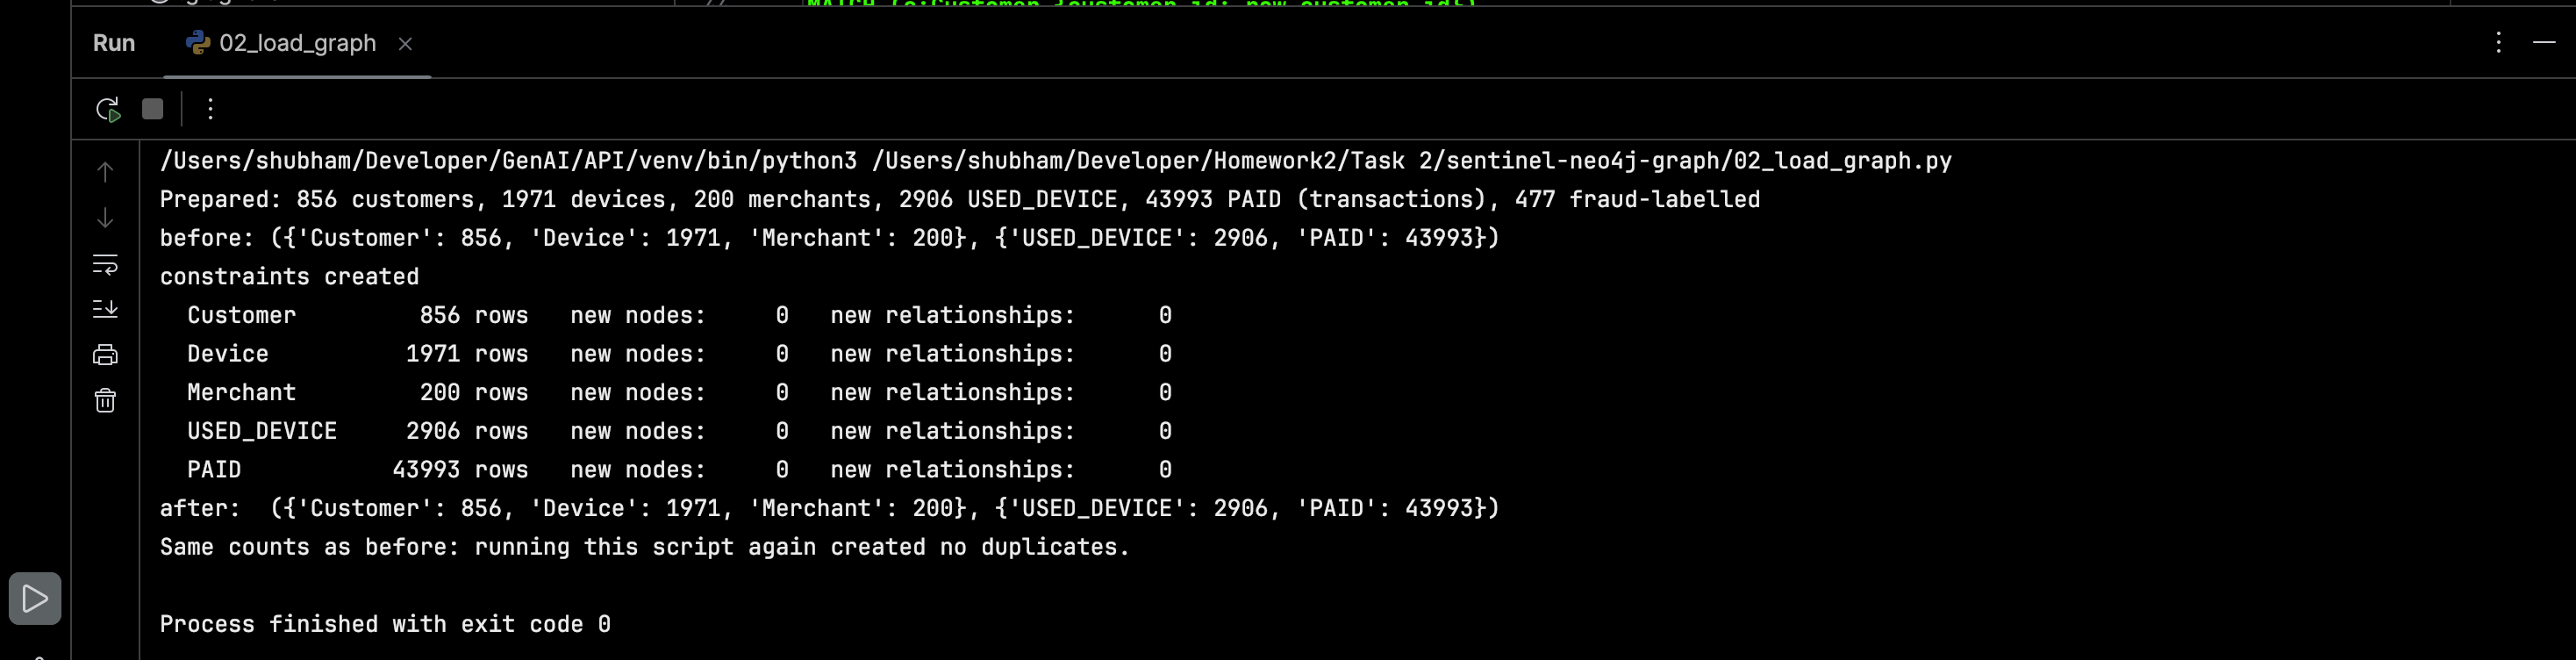 MATCH (c:Customer {customer_id: row.customer_id})
Run 02_load_graph
/Users/shubham/Developer/GenAI/API/venv/bin/python3 /Users/shubham/Developer/Homework2/Task 2/sentinel-neo4j-graph/02_load_graph.py
Prepared: 856 customers, 1971 devices, 200 merchants, 2906 USED_DEVICE, 43993 PAID (transactions), 477 fraud-labelled
before: ({'Customer': 856, 'Device': 1971, 'Merchant': 200}, {'USED_DEVICE': 2906, 'PAID': 43993})
constraints created
Customer 856 rows new nodes: 0 new relationships: 0
Device 1971 rows new nodes: 0 new relationships: 0
Merchant 200 rows new nodes: 0 new relationships: 0
USED_DEVICE 2906 rows new nodes: 0 new relationships: 0
PAID 43993 rows new nodes: 0 new relationships: 0
after: ({'Customer': 856, 'Device': 1971, 'Merchant': 200}, {'USED_DEVICE': 2906, 'PAID': 43993})
Same counts as before: running this script again created no duplicates.
Process finished with exit code 0